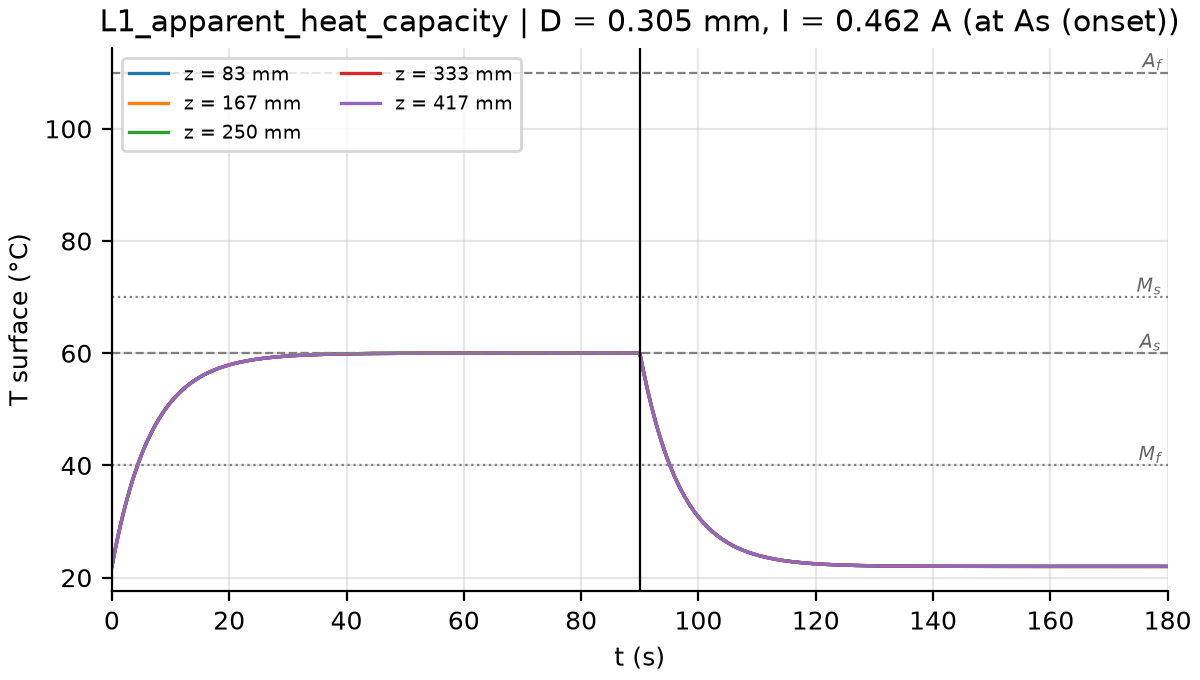 L1_apparent_heat_capacity | D = 0.305 mm, I = 0.462 A (at As (onset))
z = 83 mm
z = 167 mm
z = 250 mm
z = 333 mm
z = 417 mm
A_f
M_s
A_s
M_f
T surface (°C)
100
80
60
40
20
0 20 40 60 80 100 120 140 160 180
t (s)